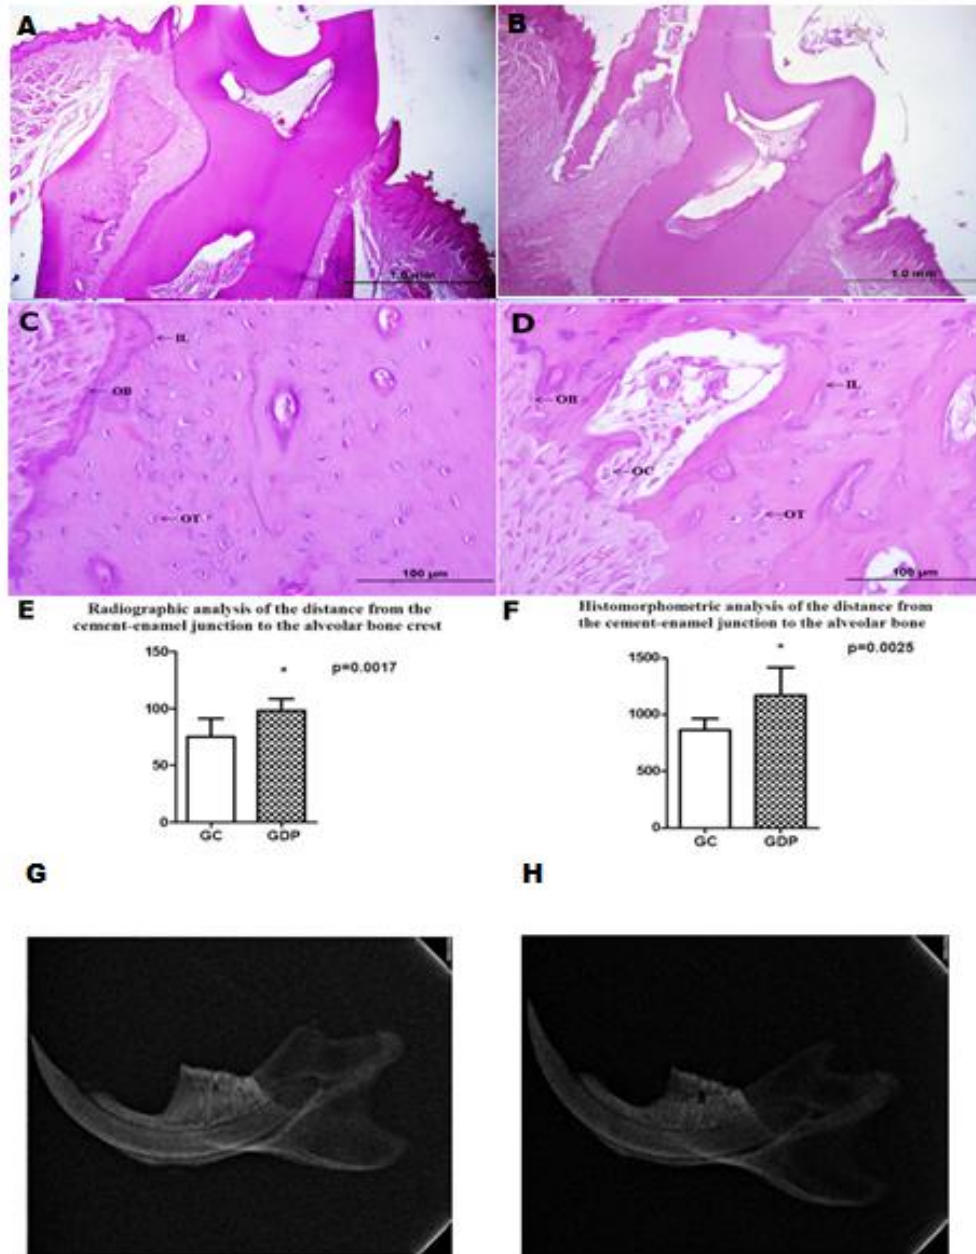 A
B
1.0 mm
1.0 mm
C
← IL
← OB
← OT
100 µm
D
← OB
← IL
← OC
← OT
100 µm
E
Radiographic analysis of the distance from the
cement-enamel junction to the alveolar bone crest
150
100
50
0
*
p=0.0017
GC
GDP
F
Histomorphometric analysis of the distance from
the cement-enamel junction to the alveolar bone
1500
1000
500
0
*
p=0.0025
GC
GDP
G
H